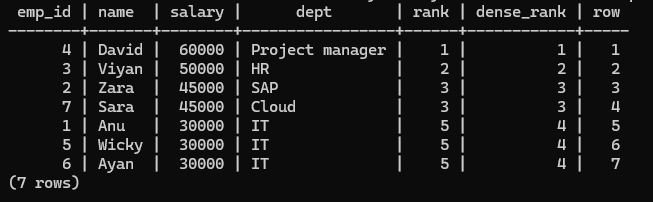 emp_id | name  | salary |      dept       | rank | dense_rank | row
--------+-------+--------+-----------------+------+------------+-----
      4 | David |  60000 | Project manager |    1 |          1 |   1
      3 | Viyan |  50000 | HR              |    2 |          2 |   2
      2 | Zara  |  45000 | SAP             |    3 |          3 |   3
      7 | Sara  |  45000 | Cloud           |    3 |          3 |   4
      1 | Anu   |  30000 | IT              |    5 |          4 |   5
      5 | Wicky |  30000 | IT              |    5 |          4 |   6
      6 | Ayan  |  30000 | IT              |    5 |          4 |   7
(7 rows)